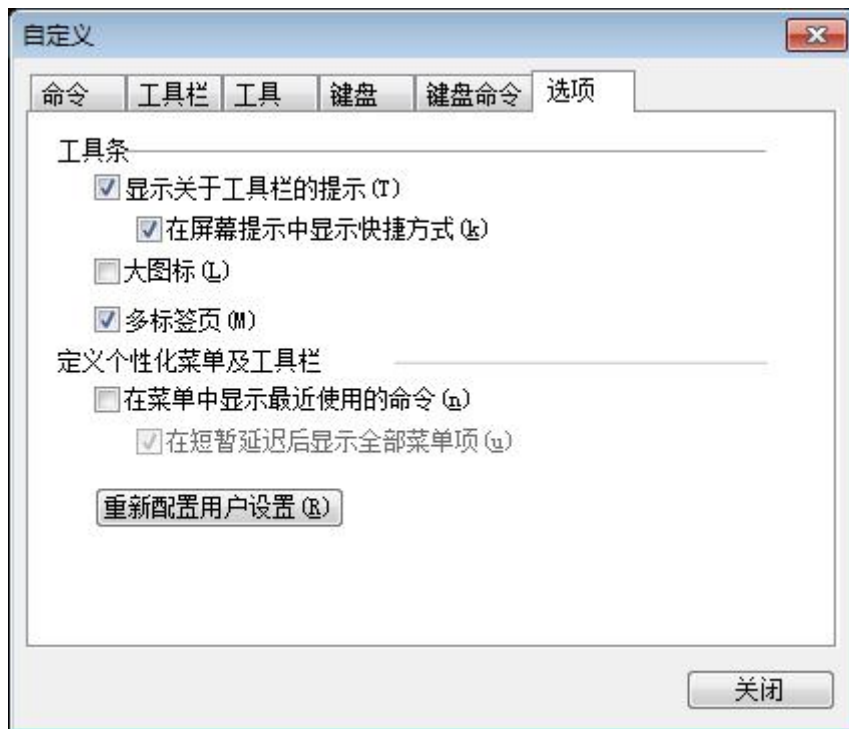 自定义
命令 工具栏 工具 键盘 键盘命令 选项
工具条
显示关于工具栏的提示(T)
在屏幕提示中显示快捷方式(k)
大图标(L)
多标签页(M)
定义个性化菜单及工具栏
在菜单中显示最近使用的命令(n)
在短暂延迟后显示全部菜单项(u)
重新配置用户设置(R)
关闭